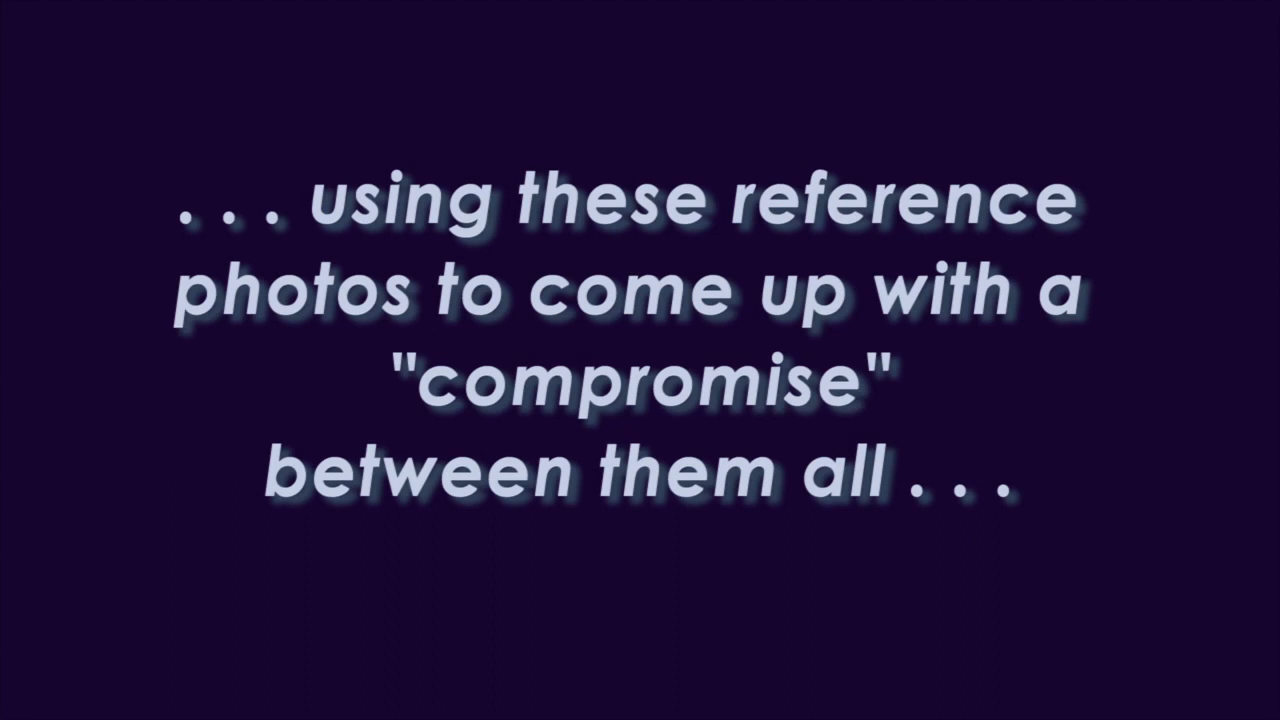 . . . using these reference
photos to come up with a
"compromise"
between them all . . .